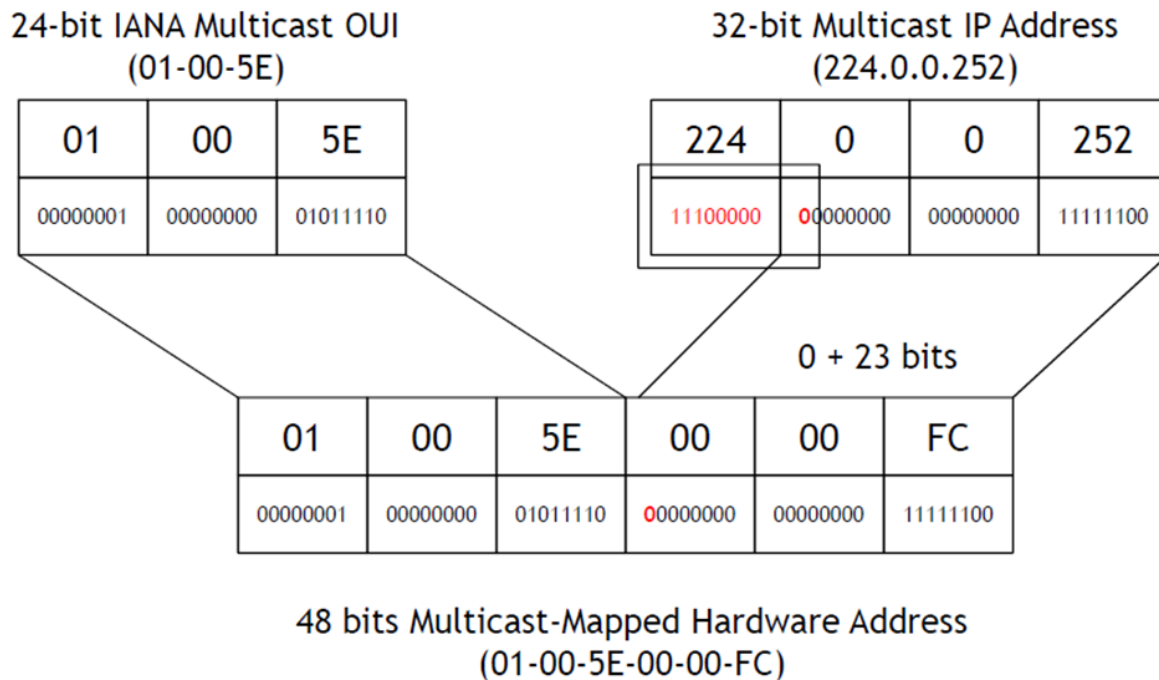 24-bit IANA Multicast OUI
(01-00-5E)
32-bit Multicast IP Address
(224.0.0.252)
01 00 5E
00000001 00000000 01011110
224 0 0 252
11100000 00000000 00000000 11111100
0 + 23 bits
01 00 5E 00 00 FC
00000001 00000000 01011110 00000000 00000000 11111100
48 bits Multicast-Mapped Hardware Address
(01-00-5E-00-00-FC)